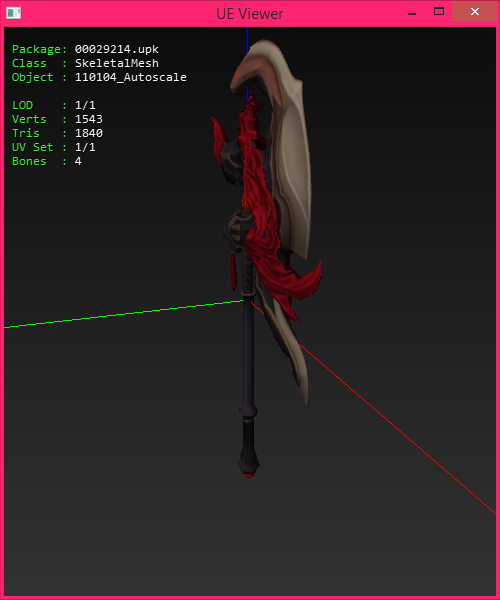 UE Viewer
Package: 00029214.upk
Class : SkeletalMesh
Object : 110104_Autoscale
LOD : 1/1
Verts : 1543
Tris : 1840
UV Set : 1/1
Bones : 4